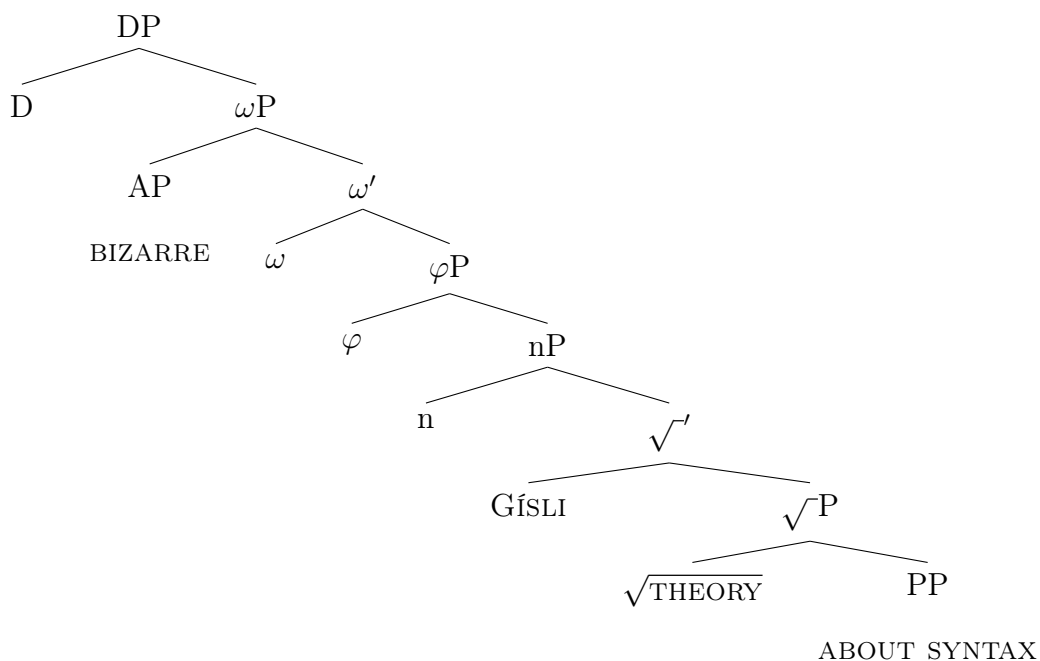 DP
D ωP
AP ω′
BIZARRE ω φP
φ nP
n √′
GÍSLI √P
√THEORY PP
ABOUT SYNTAX